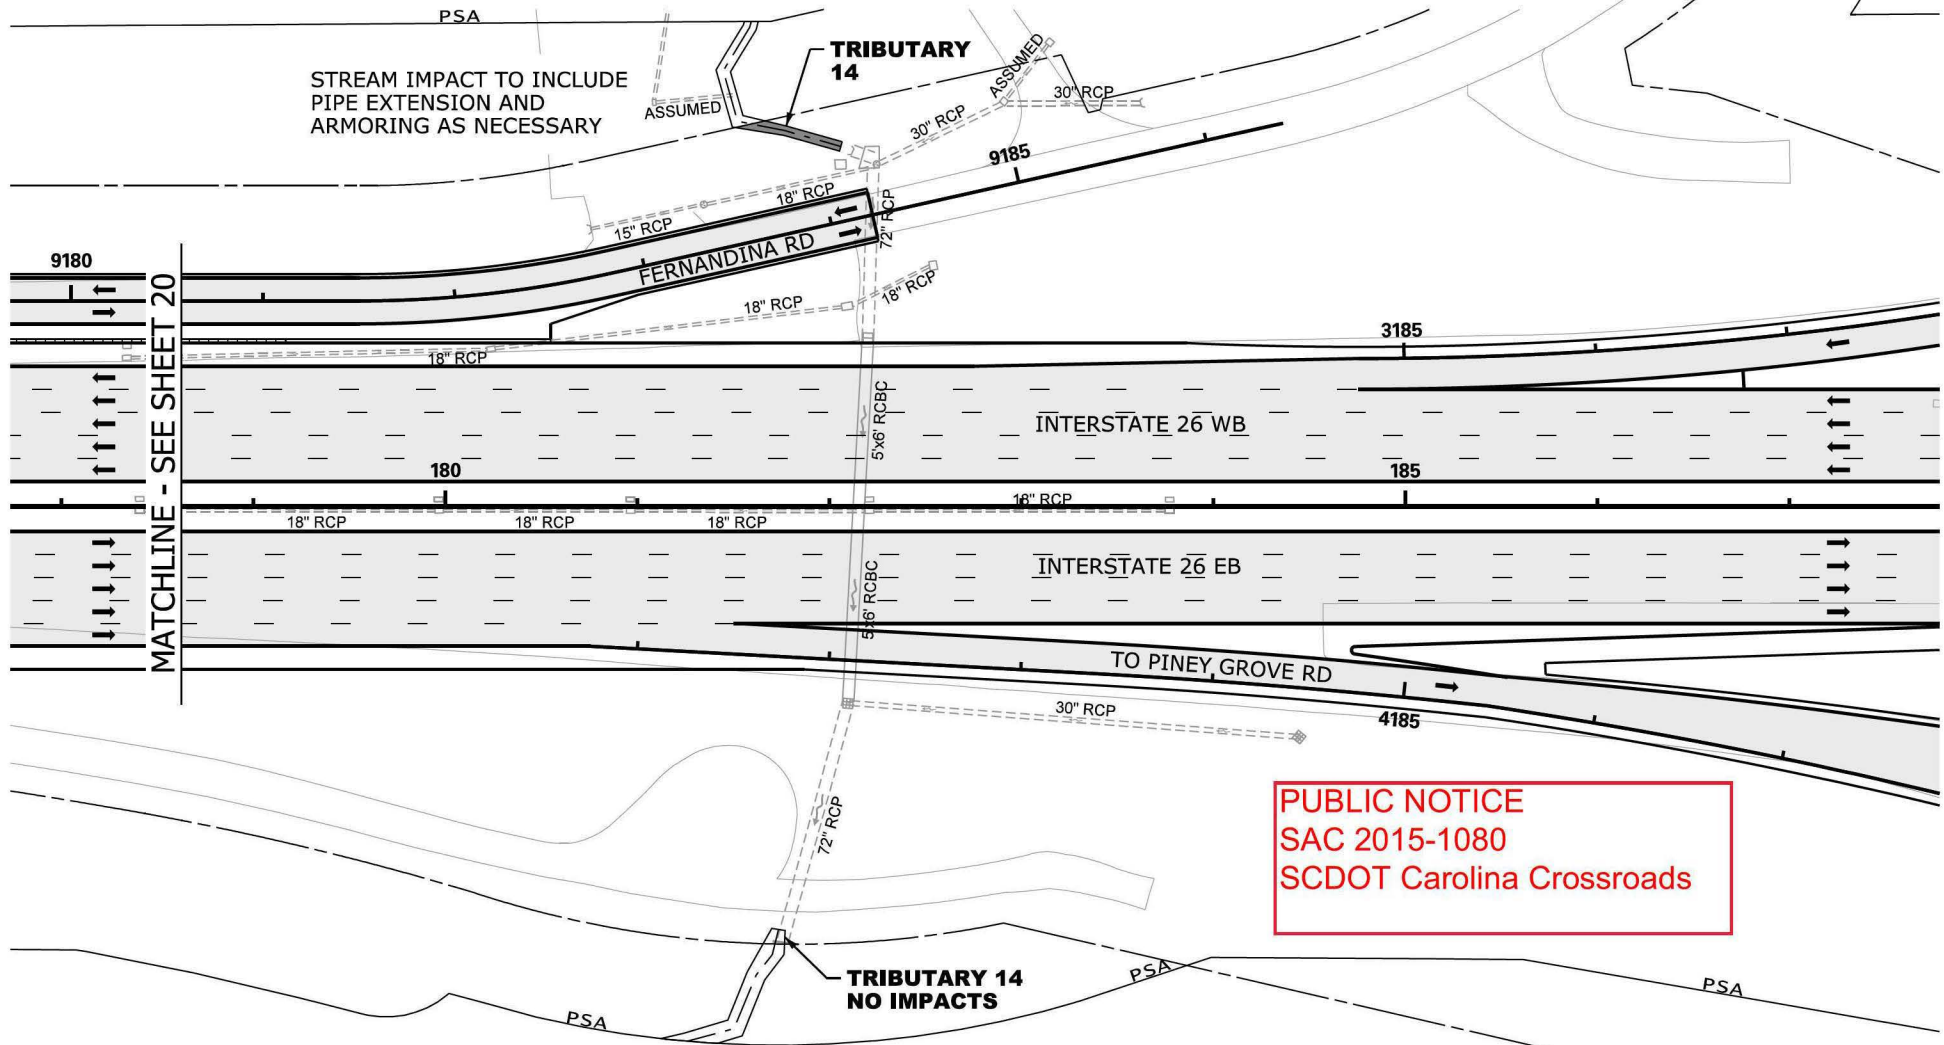 PSA
TRIBUTARY
14
STREAM IMPACT TO INCLUDE
PIPE EXTENSION AND
ARMORING AS NECESSARY
ASSUMED
ASSUMED
30" RCP
30" RCP
9185
18" RCP
15" RCP
72" RCP
FERNANDINA RD
9180
18" RCP
18" RCP
18" RCP
3185
MATCHLINE - SEE SHEET 20
5'x6' RCBC
INTERSTATE 26 WB
180
185
18" RCP
18" RCP
18" RCP
18" RCP
INTERSTATE 26 EB
5'x6' RCBC
TO PINEY GROVE RD
30" RCP
4185
72" RCP
PUBLIC NOTICE
SAC 2015-1080
SCDOT Carolina Crossroads
TRIBUTARY 14
NO IMPACTS
PSA
PSA
PSA